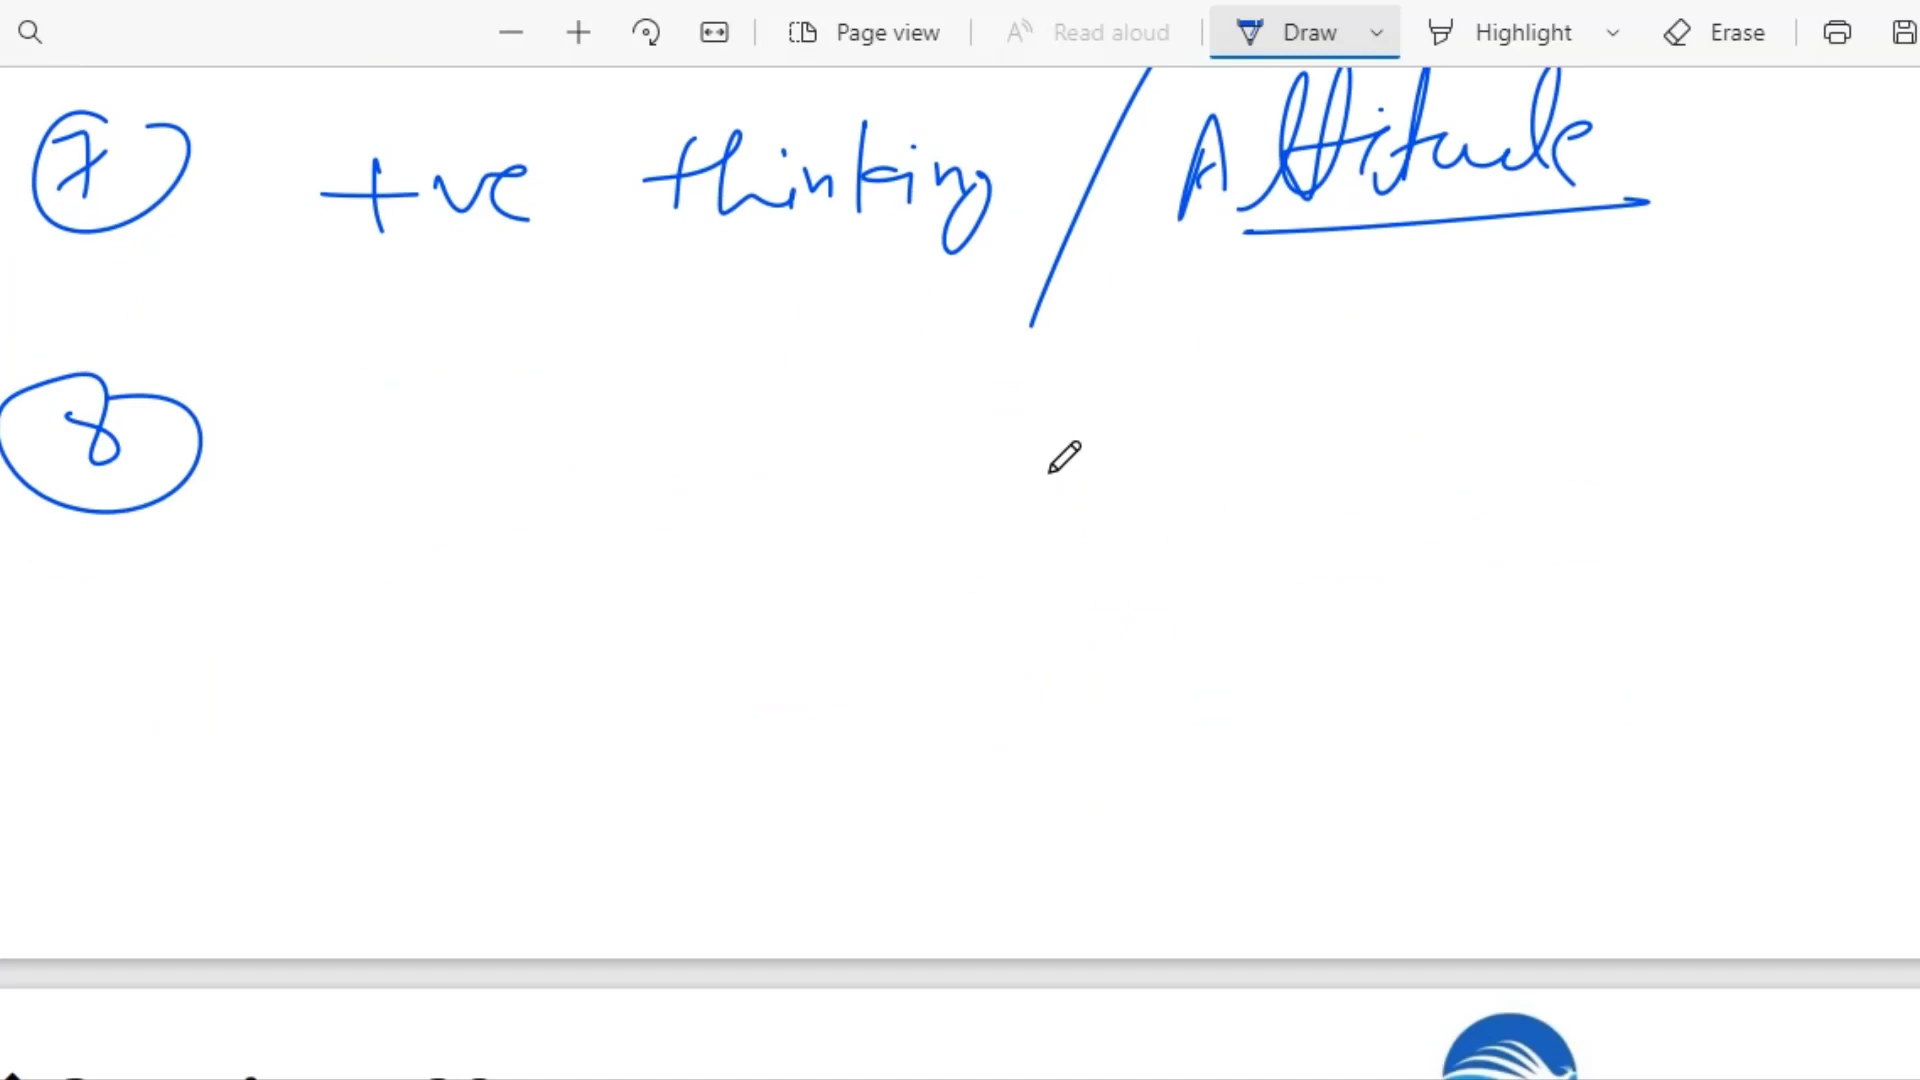 Page view Read aloud Draw Highlight Erase
7 +ve thinking / Attitude
8